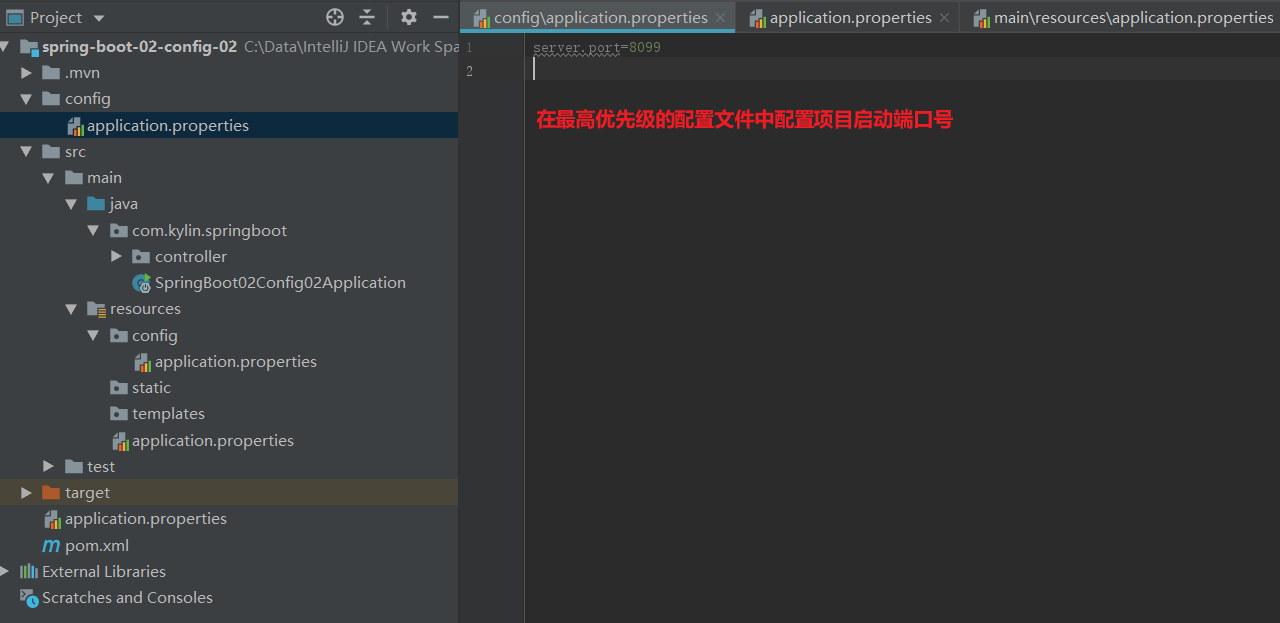 Project
spring-boot-02-config-02 C:\Data\IntelliJ IDEA Work Spa
.mvn
config
application.properties
src
main
java
com.kylin.springboot
controller
SpringBoot02Config02Application
resources
config
application.properties
static
templates
application.properties
test
target
application.properties
pom.xml
External Libraries
Scratches and Consoles
config\application.properties application.properties main\resources\application.properties
1 server.port=8099
2
在最高优先级的配置文件中配置项目启动端口号